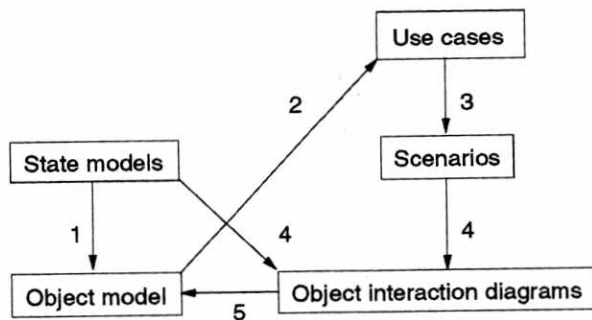 Use cases
2
3
State models
Scenarios
1
4
4
Object model
5
Object interaction diagrams